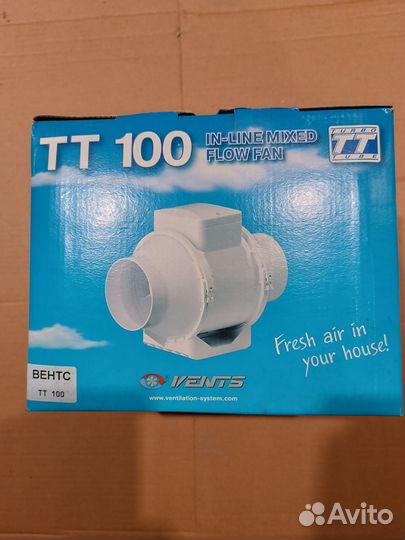 TT 100
IN-LINE MIXED
FLOW FAN
TURBO
TT
TUBE
Fresh air in
your house!
ВЕНТС
TT 100
VENTS
www.ventilation-system.com
Avito